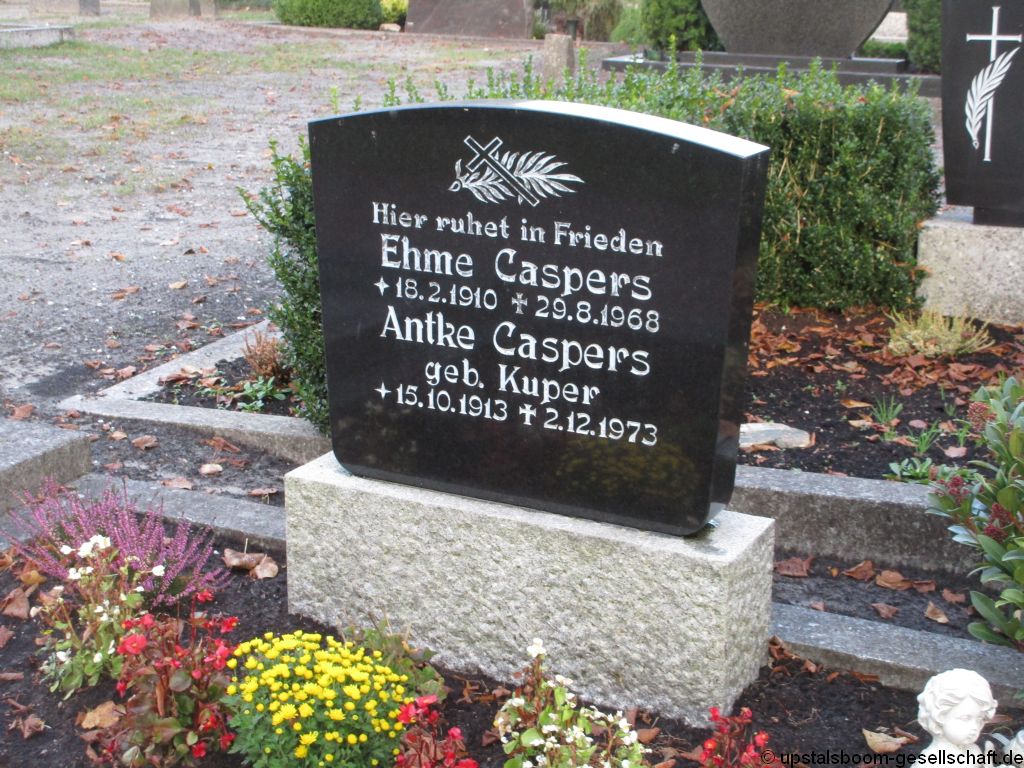 Hier ruhet in Frieden
Ehme Caspers
✦ 18.2.1910 ✝ 29.8.1968
Antke Caspers
geb. Kuper
✦ 15.10.1913 ✝ 2.12.1973
© upstalsboom-gesellschaft.de